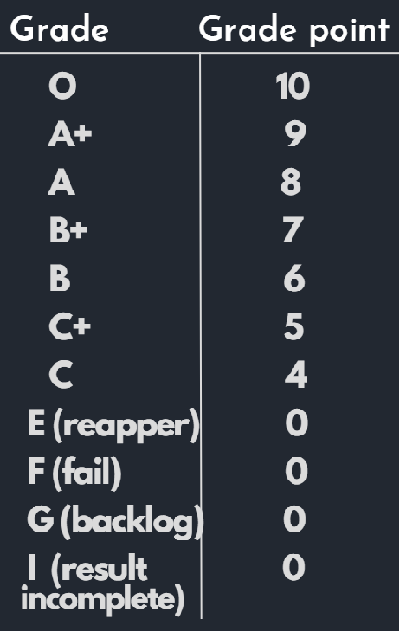 Grade Grade point
O 10
A+ 9
A 8
B+ 7
B 6
C+ 5
C 4
E (reapper) 0
F (fail) 0
G (backlog) 0
I (result 0
incomplete)